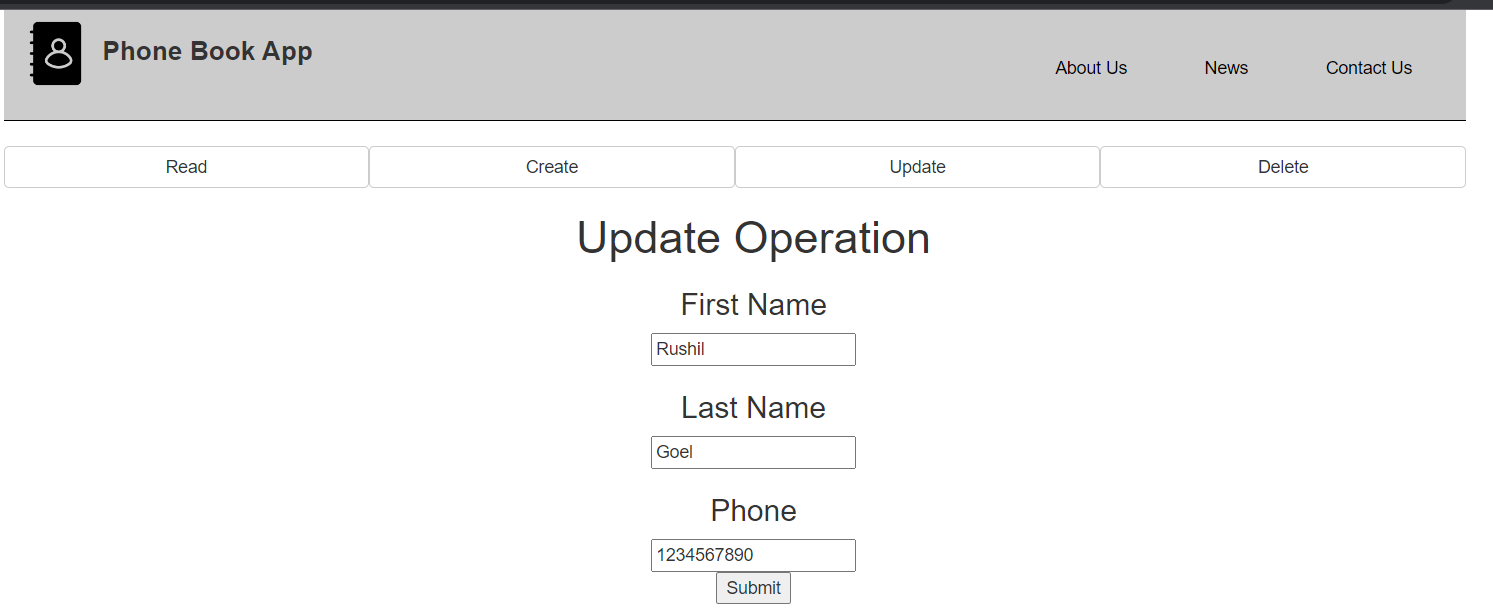 Phone Book App
About Us News Contact Us
Read Create Update Delete
Update Operation
First Name
Rushil
Last Name
Goel
Phone
1234567890
Submit